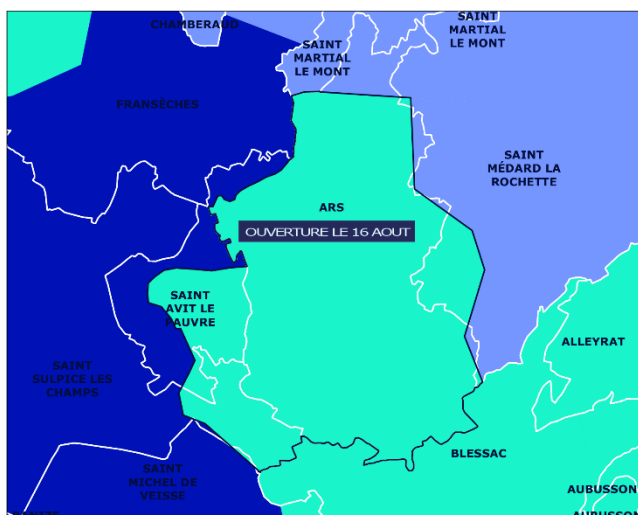 CHAMBERAUD
SAINT
MARTIAL
LE MONT
SAINT
MARTIAL
LE MONT
FRANSÈCHES
SAINT
MÉDARD LA
ROCHETTE
ARS
OUVERTURE LE 16 AOUT
SAINT
AVIT LE
PAUVRE
ALLEYRAT
SAINT
SULPICE LES
CHAMPS
BLESSAC
SAINT
MICHEL DE
VEISSE
AUBUSSON
AUBUSSON